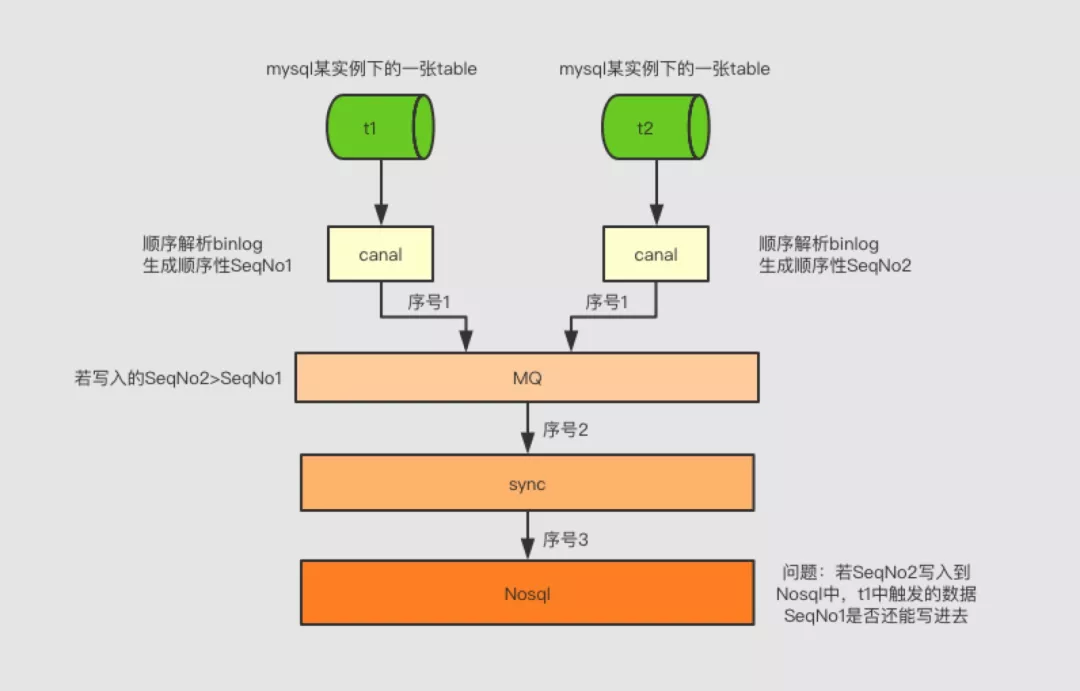 mysql某实例下的一张table
mysql某实例下的一张table
t1
t2
顺序解析binlog
生成顺序性SeqNo1
canal
canal
顺序解析binlog
生成顺序性SeqNo2
序号1
序号1
若写入的SeqNo2>SeqNo1
MQ
序号2
sync
序号3
Nosql
问题：若SeqNo2写入到
Nosql中，t1中触发的数据
SeqNo1是否还能写进去